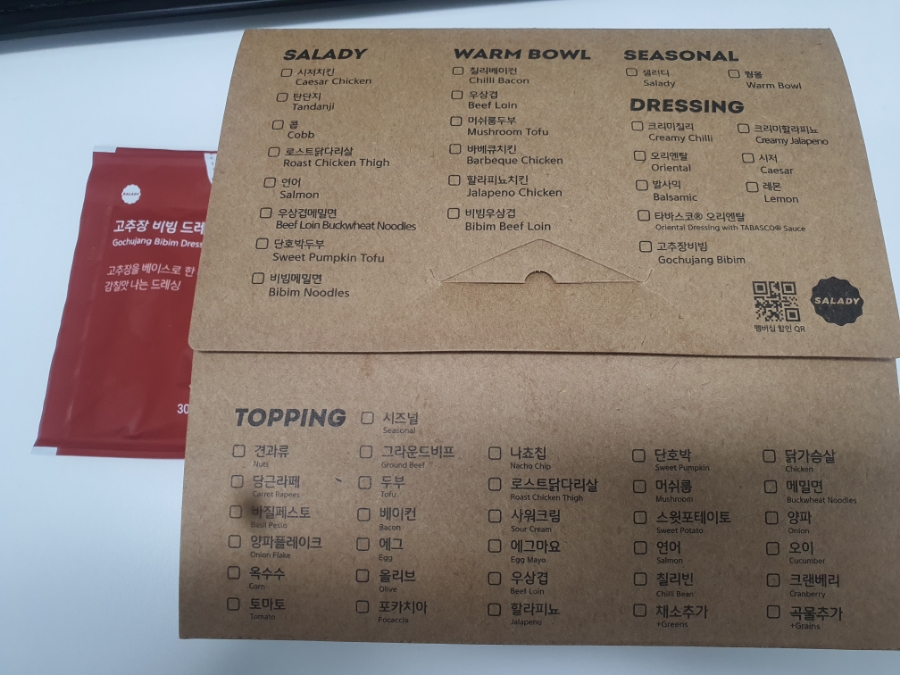 SALADY
시저치킨
Caesar Chicken
탄단지
Tandanji
콥
Cobb
로스트닭다리살
Roast Chicken Thigh
연어
Salmon
우삼겹메밀면
Beef Loin Buckwheat Noodles
단호박두부
Sweet Pumpkin Tofu
비빔메밀면
Bibim Noodles
WARM BOWL
칠리베이컨
Chilli Bacon
우삼겹
Beef Loin
머쉬룸두부
Mushroom Tofu
바베큐치킨
Barbeque Chicken
할라피뇨치킨
Jalapeno Chicken
비빔우삼겹
Bibim Beef Loin
SEASONAL
샐러디
Salady
웜볼
Warm Bowl
DRESSING
크리미칠리
Creamy Chilli
크리미할라피뇨
Creamy Jalapeno
오리엔탈
Oriental
시저
Caesar
발사믹
Balsamic
레몬
Lemon
타바스코® 오리엔탈
Oriental Dressing with TABASCO® Sauce
고추장비빔
Gochujang Bibim
멤버십 할인 QR
SALADY
SALADY
고추장 비빔 드레
Gochujang Bibim Dress
고추장을 베이스로 한
감칠맛 나는 드레싱
30
TOPPING
시즈널
Seasonal
견과류
Nuts
그라운드비프
Ground Beef
나쵸칩
Nacho Chip
단호박
Sweet Pumpkin
닭가슴살
Chicken
당근라페
Carrot Rapees
두부
Tofu
로스트닭다리살
Roast Chicken Thigh
머쉬룸
Mushroom
메밀면
Buckwheat Noodles
바질페스토
Basil Pesto
베이컨
Bacon
사워크림
Sour Cream
스윗포테이토
Sweet Potato
양파
Onion
양파플레이크
Onion Flake
에그
Egg
에그마요
Egg Mayo
연어
Salmon
오이
Cucumber
옥수수
Corn
올리브
Olive
우삼겹
Beef Loin
칠리빈
Chilli Bean
크랜베리
Cranberry
토마토
Tomato
포카치아
Focaccia
할라피뇨
Jalapeno
채소추가
+Greens
곡물추가
+Grains